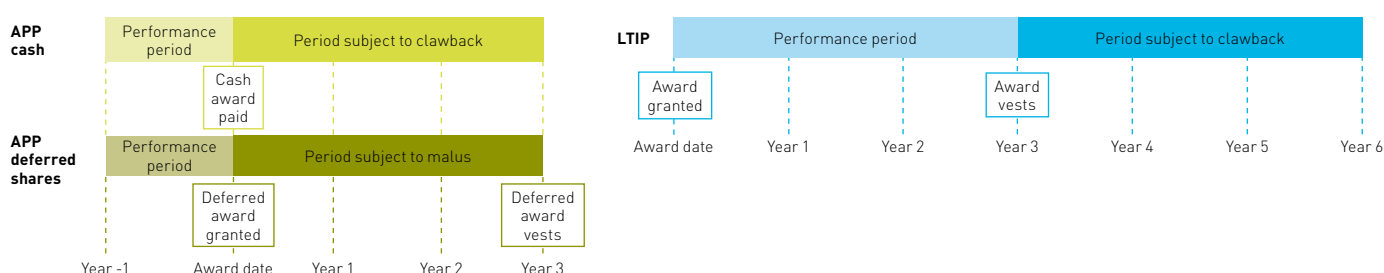 APP
cash
Performance
period
Period subject to clawback
Cash
award
paid
APP
deferred
shares
Performance
period
Period subject to malus
Deferred
award
granted
Deferred
award
vests
Year -1
Award date
Year 1
Year 2
Year 3
LTIP
Performance period
Period subject to clawback
Award
granted
Award
vests
Award date
Year 1
Year 2
Year 3
Year 4
Year 5
Year 6